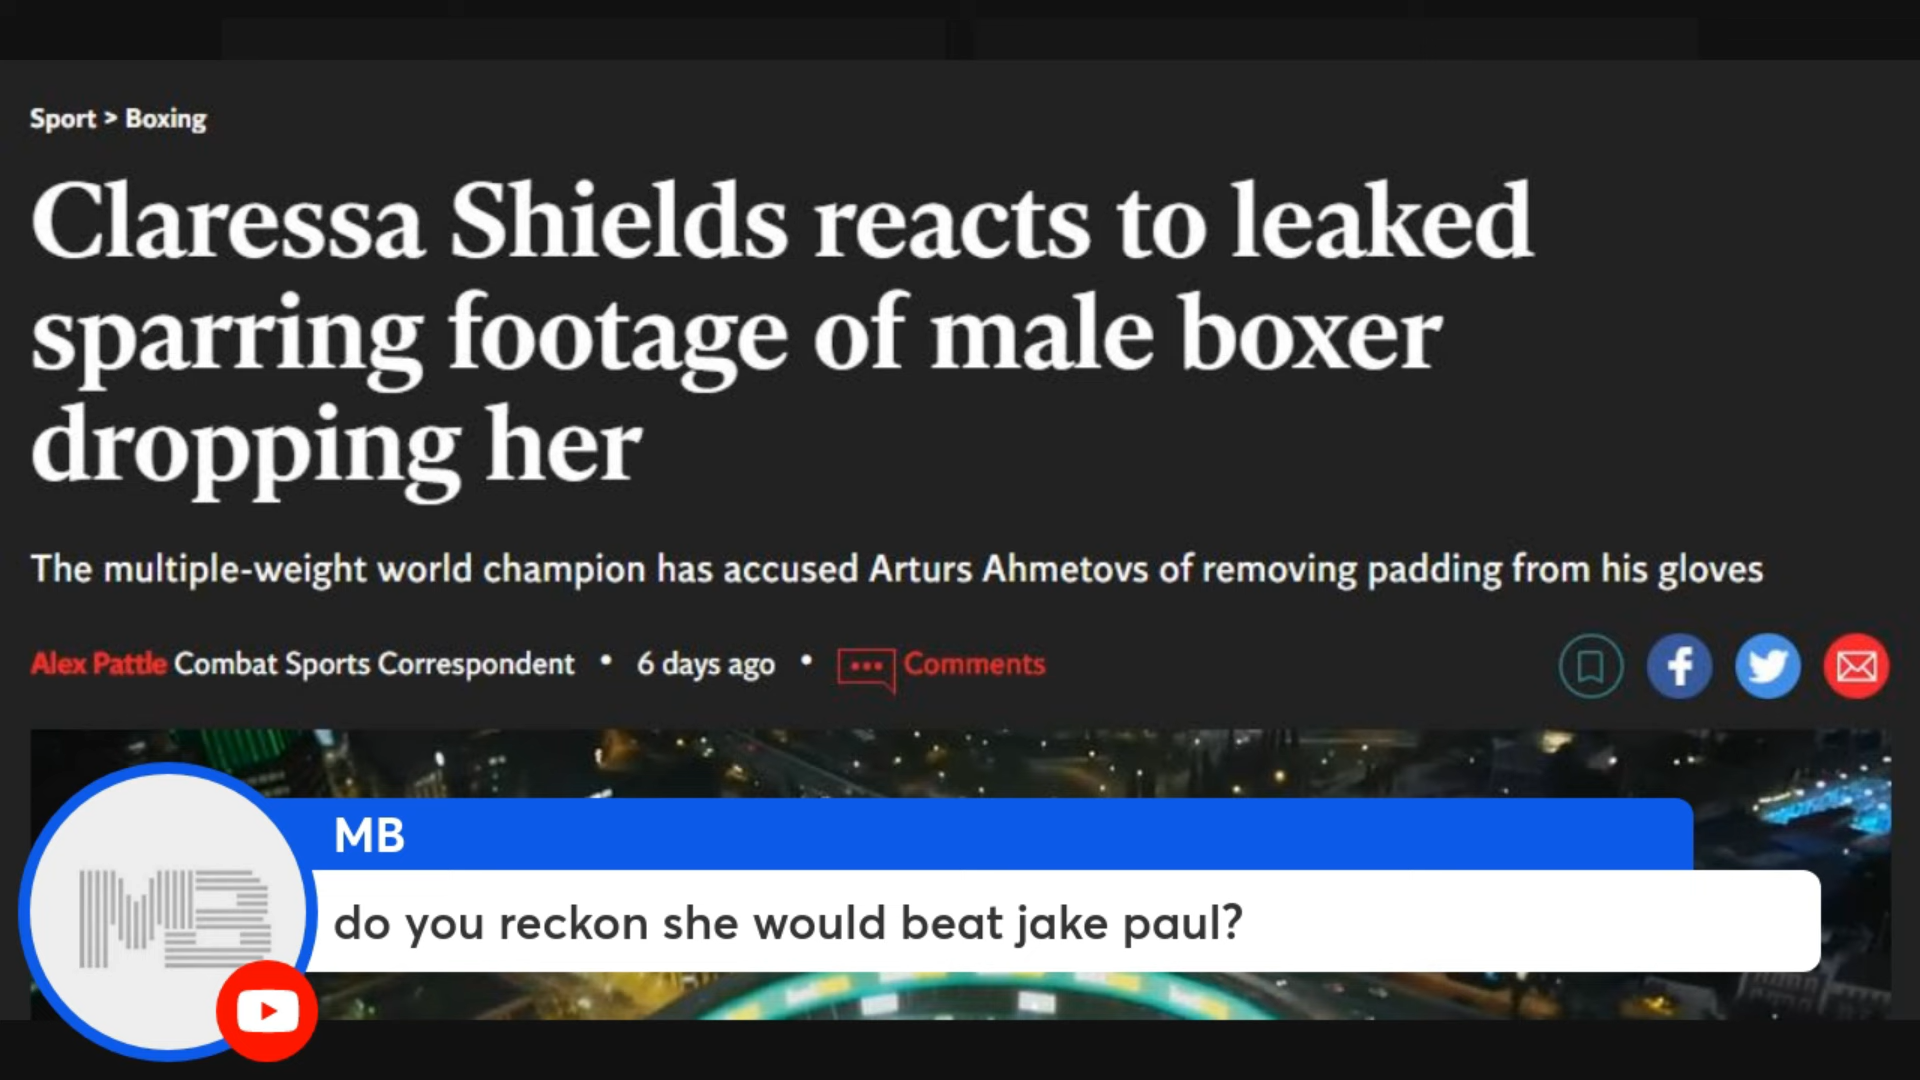 Sport > Boxing
Claressa Shields reacts to leaked
sparring footage of male boxer
dropping her
The multiple-weight world champion has accused Arturs Ahmetovs of removing padding from his gloves
Alex Pattle Combat Sports Correspondent • 6 days ago • Comments
MB
MB
do you reckon she would beat jake paul?